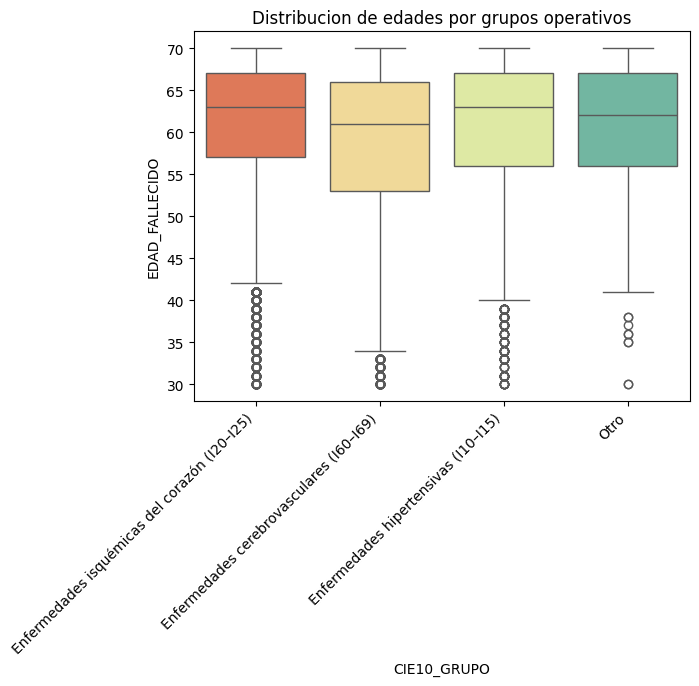 Distribucion de edades por grupos operativos
EDAD_FALLECIDO
70
65
60
55
50
45
40
35
30
Enfermedades isquémicas del corazón (I20–I25)
Enfermedades cerebrovasculares (I60–I69)
Enfermedades hipertensivas (I10–I15)
Otro
CIE10_GRUPO